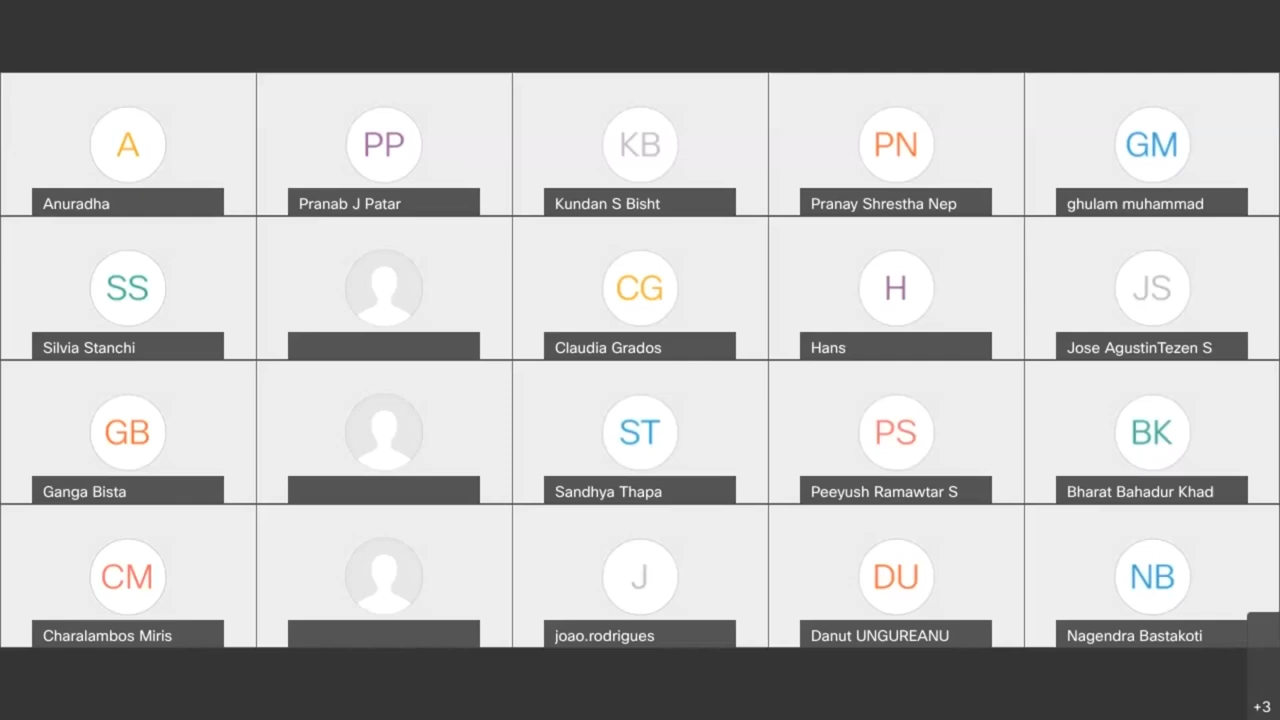 A
PP
KB
PN
GM
Anuradha
Pranab J Patar
Kundan S Bisht
Pranay Shrestha Nep
ghulam muhammad
SS
CG
H
JS
Silvia Stanchi
Claudia Grados
Hans
Jose AgustinTezen S
GB
ST
PS
BK
Ganga Bista
Sandhya Thapa
Peeyush Ramawtar S
Bharat Bahadur Khad
CM
J
DU
NB
Charalambos Miris
joao.rodrigues
Danut UNGUREANU
Nagendra Bastakoti
+3